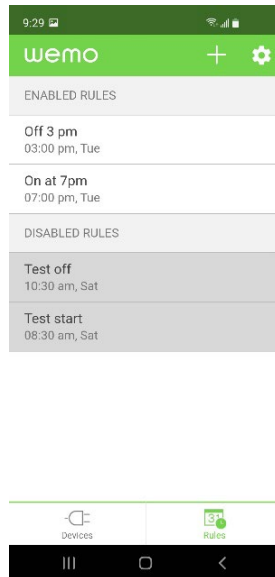 9:29
wemo
ENABLED RULES
Off 3 pm
03:00 pm, Tue
On at 7pm
07:00 pm, Tue
DISABLED RULES
Test off
10:30 am, Sat
Test start
08:30 am, Sat
31
Devices
Rules